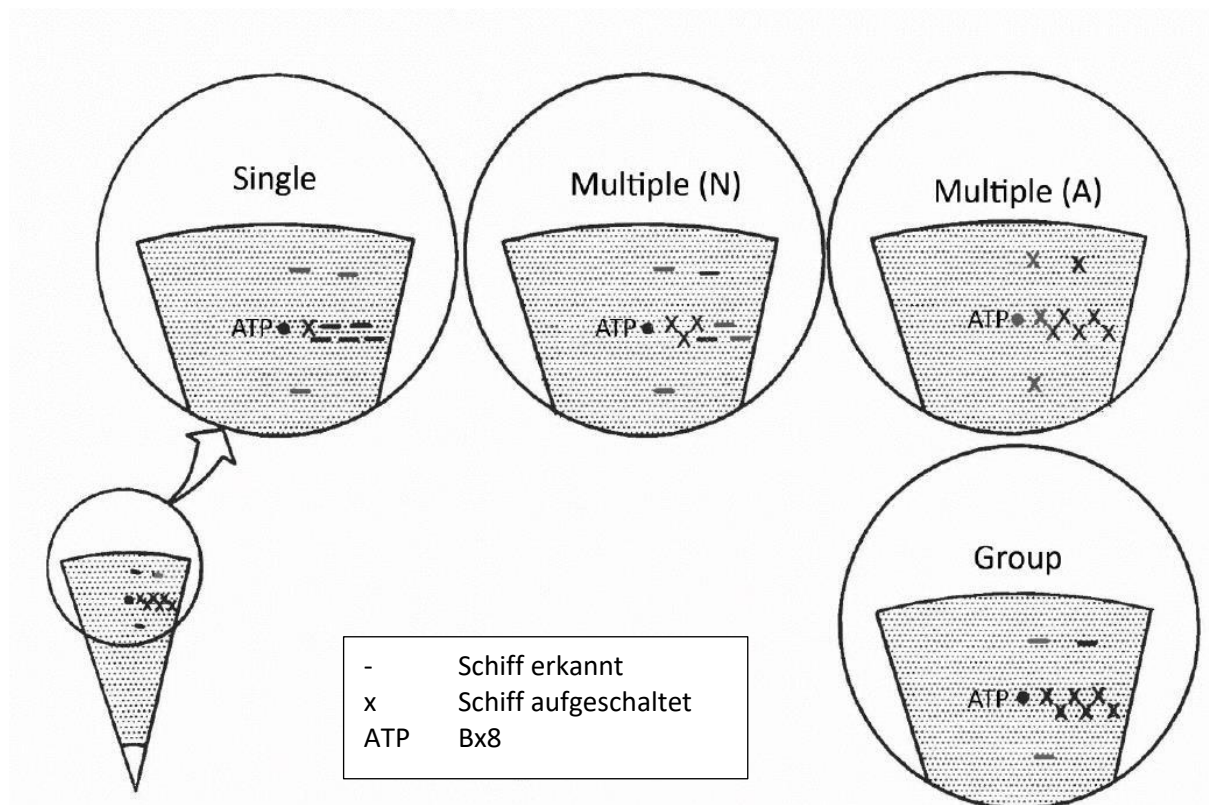 Single
Multiple (N)
Multiple (A)
ATP
ATP
ATP
Group
ATP
- Schiff erkannt
x Schiff aufgeschaltet
ATP Bx8